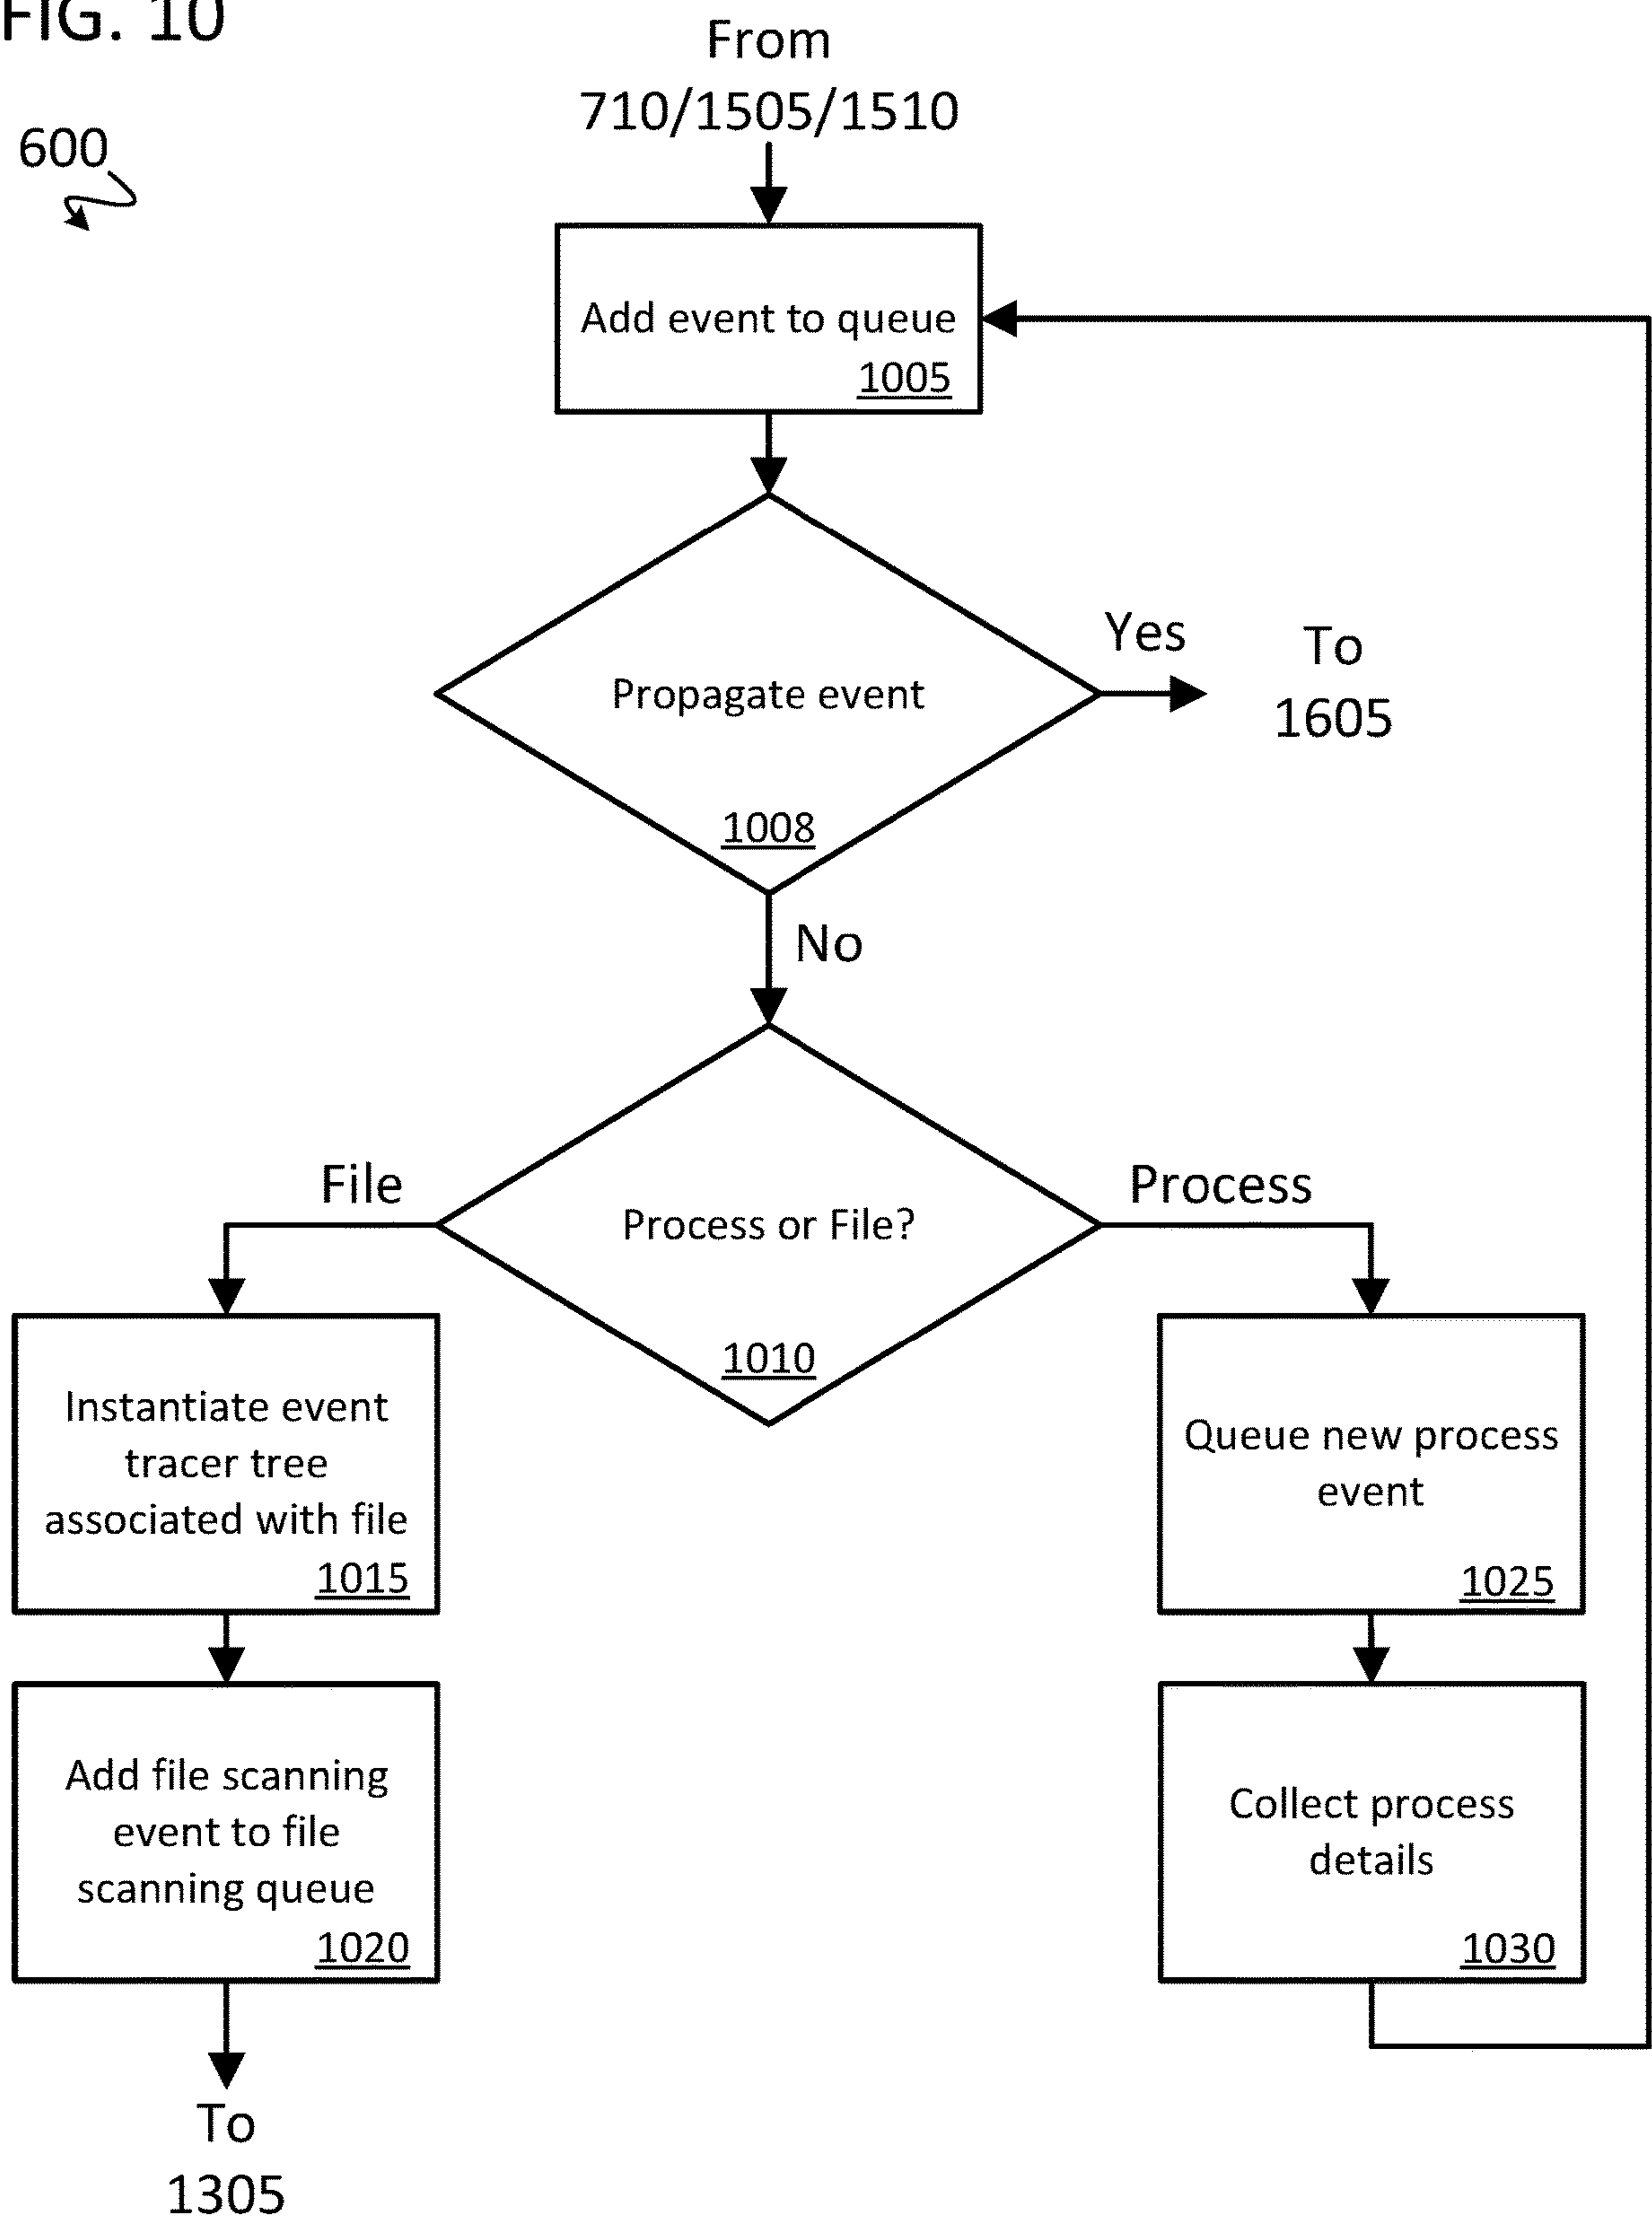 FIG. 10
From
710/1505/1510
600
Add event to queue
1005
Yes
To
1605
Propagate event
1008
No
File
Process
Process or File?
1010
Instantiate event
tracer tree
associated with file
1015
Queue new process
event
1025
Add file scanning
event to file
scanning queue
1020
Collect process
details
1030
To
1305